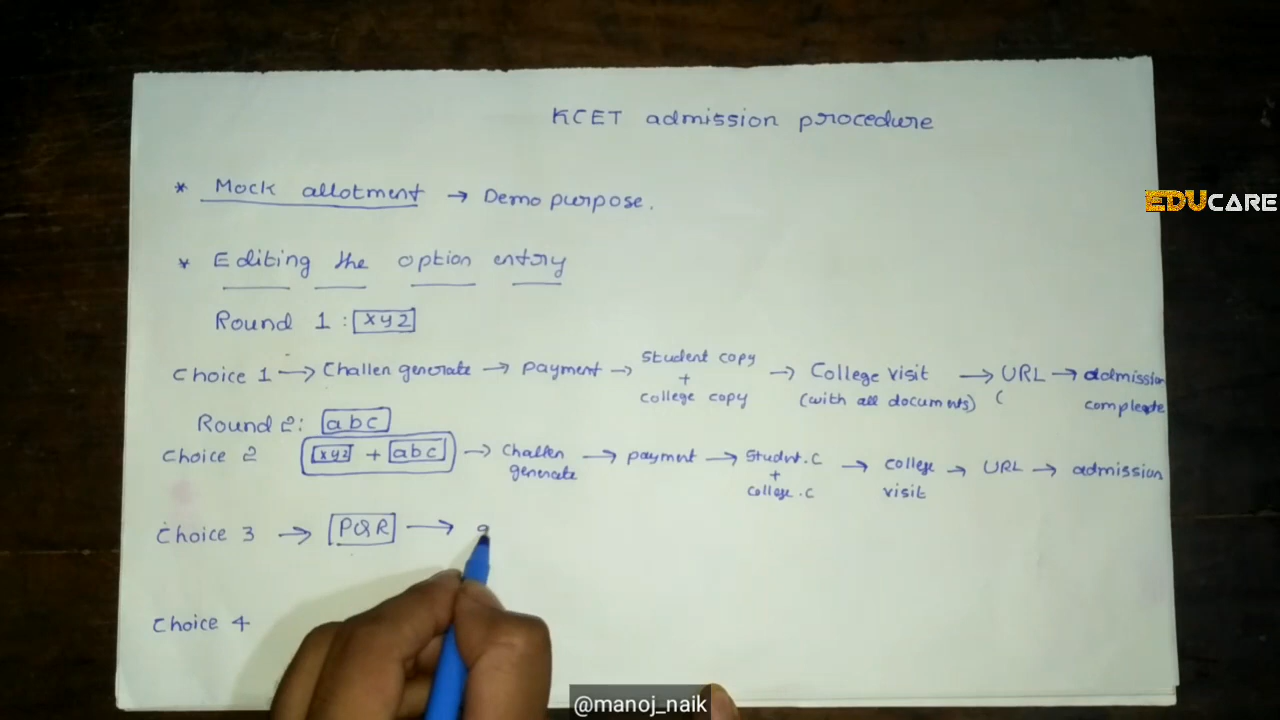 KCET admission procedure
* Mock allotment → Demo purpose.
EDUCARE
* Editing the option entry
Round 1 : xyz
Choice 1 → Challen generate → payment → Student copy + college copy → College visit (with all documents) → URL ( → admission complete
Round 2: abc
Choice 2 xyz + abc → Challen generate → payment → Studnt.C + college.C → college visit → URL → admission
Choice 3 → PQR →
Choice 4
@manoj_naik